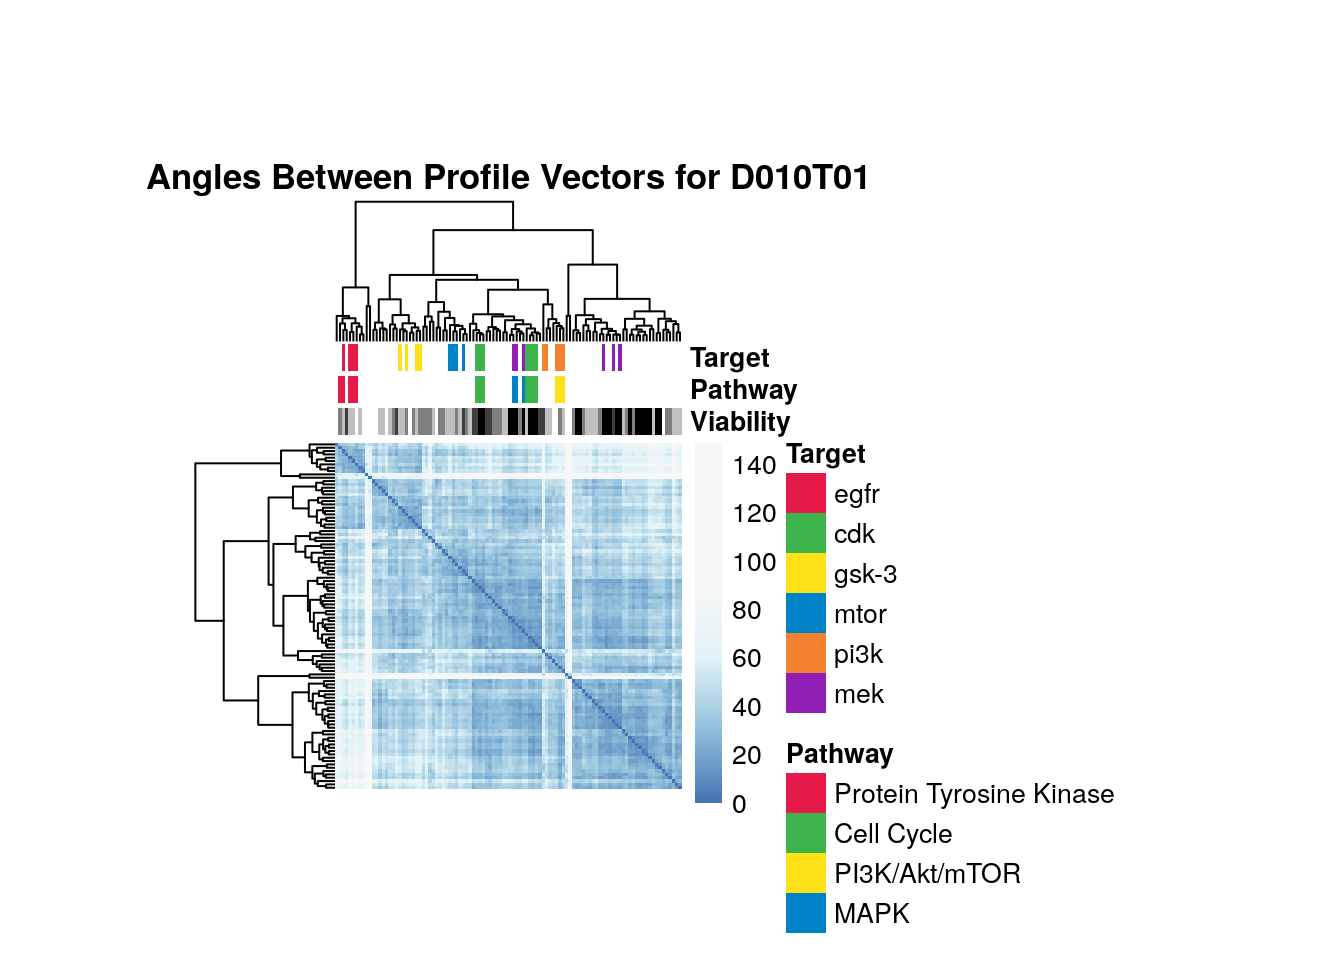 Angles Between Profile Vectors for D010T01
Target
Pathway
Viability
140
120
100
80
60
40
20
0
Target
egfr
cdk
gsk-3
mtor
pi3k
mek
Pathway
Protein Tyrosine Kinase
Cell Cycle
PI3K/Akt/mTOR
MAPK